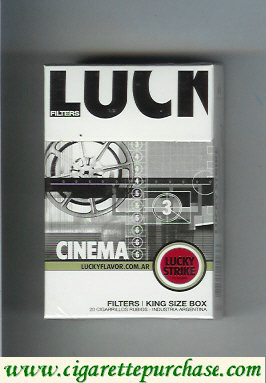 LUCK
FILTERS
3
CINEMA
LUCKYFLAVOR.COM.AR
LUCKY
STRIKE
FILTERS | KING SIZE BOX
20 CIGARRILLOS RUBIOS - INDUSTRIA ARGENTINA
www.cigarettepurchase.com